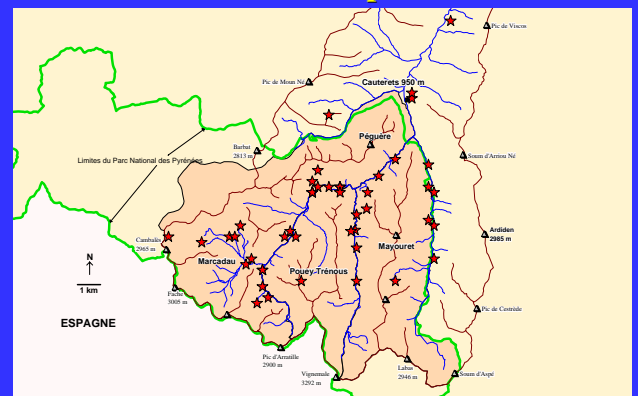 Pic de Viscos
Pic de Moun Né
Cauterets 950 m
Péguère
Barbat
2813 m
Soum d'Arriou Né
Limites du Parc National des Pyrénées
Ardiden
2985 m
Cambalès
2965 m
Mayouret
N
Marcadau
Pouey Trénous
1 km
Fache
3005 m
Pic de Cestrède
ESPAGNE
Pic d'Arratille
2900 m
Labas
2946 m
Vignemale
3292 m
Soum d'Aspé